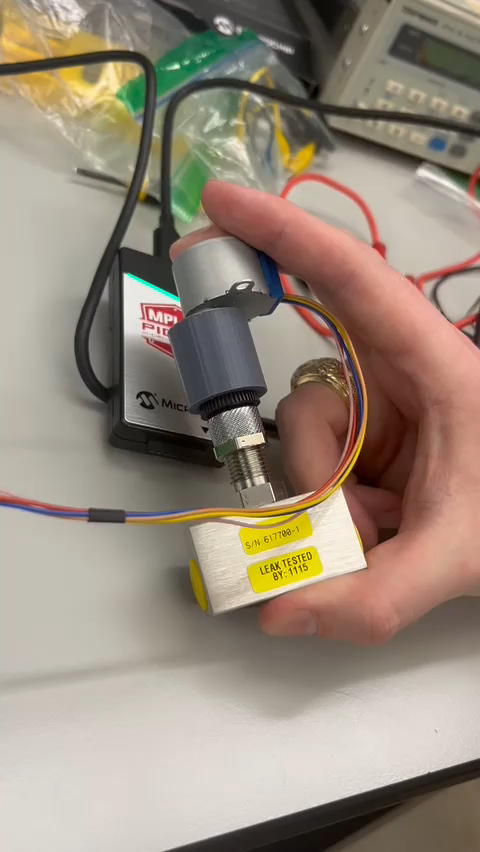 MPL
PIC
MICR
S/N 617700-1
LEAK TESTED
BY: 1115